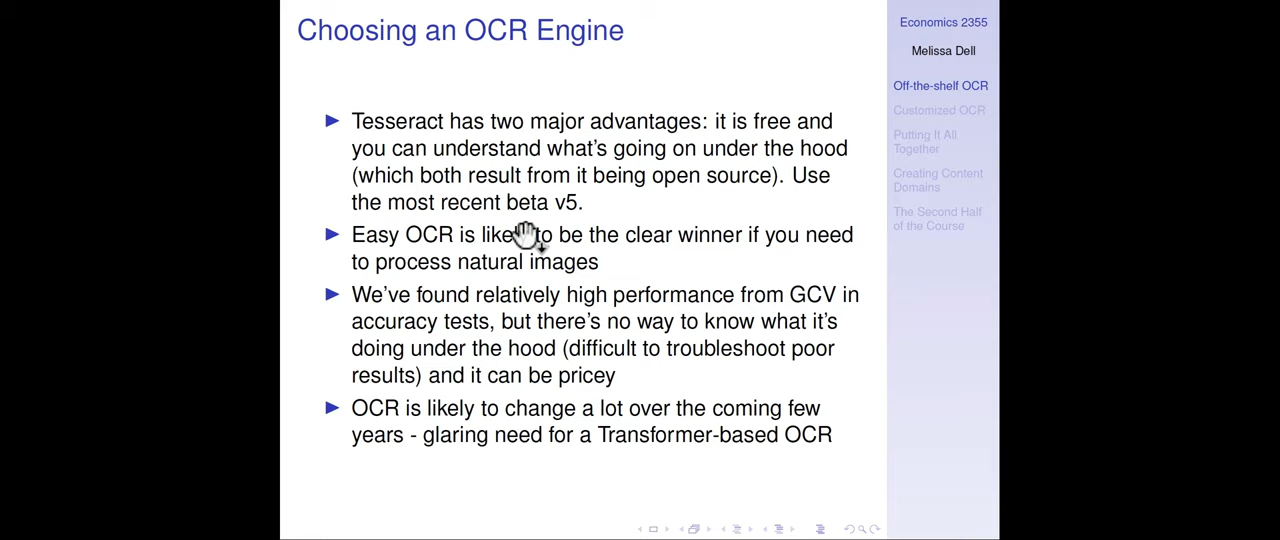 Choosing an OCR Engine
Tesseract has two major advantages: it is free and
you can understand what's going on under the hood
(which both result from it being open source). Use
the most recent beta v5.
Easy OCR is likely to be the clear winner if you need
to process natural images
We've found relatively high performance from GCV in
accuracy tests, but there's no way to know what it's
doing under the hood (difficult to troubleshoot poor
results) and it can be pricey
OCR is likely to change a lot over the coming few
years - glaring need for a Transformer-based OCR
Economics 2355
Melissa Dell
Off-the-shelf OCR
Customized OCR
Putting It All
Together
Creating Content
Domains
The Second Half
of the Course